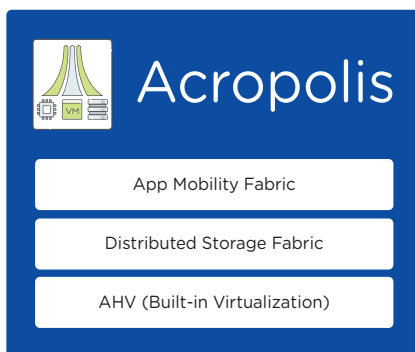 Acropolis
VM
App Mobility Fabric
Distributed Storage Fabric
AHV (Built-in Virtualization)